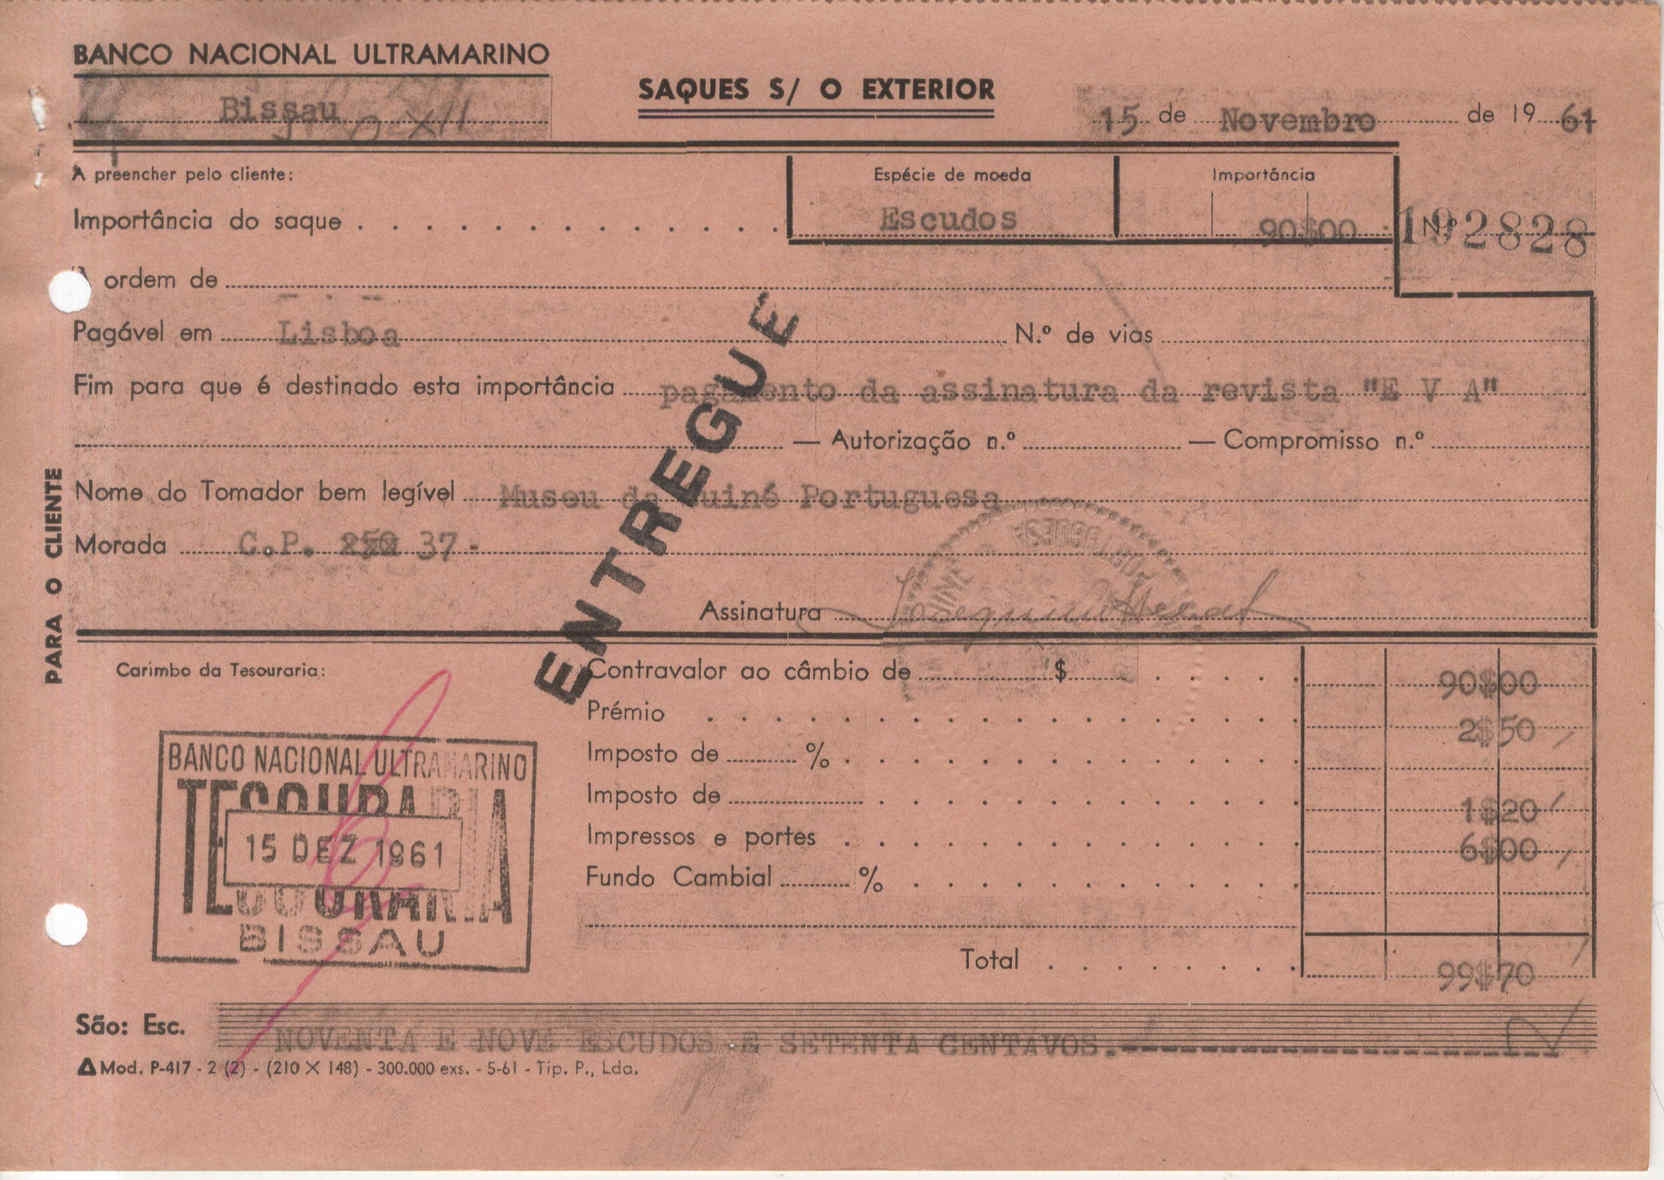 BANCO NACIONAL ULTRAMARINO
Bissau
SAQUES S/ O EXTERIOR
15 de Novembro de 19 61
A preencher pelo cliente:
Espécie de moeda
Importância
Importância do saque
Escudos
90$00
N.º 192828
À ordem de
Pagável em Lisboa N.º de vias
Fim para que é destinado esta importância pagamento da assinatura da revista "E V A"
— Autorização n.º — Compromisso n.º
Nome do Tomador bem legível Museu da Guiné Portuguesa
Morada C.P. 37-
Assinatura
PARA O CLIENTE
ENTREGUE
Carimbo da Tesouraria:
BANCO NACIONAL ULTRAMARINO
TESOURARIA
15 DEZ 1961
TESOURARIA
BISSAU
Contravalor ao câmbio de $ 90$00
Prémio 2$50
Imposto de %
Imposto de 1$20
Impressos e portes 6$00
Fundo Cambial %
Total 99$70
São: Esc. NOVENTA E NOVE ESCUDOS E SETENTA CENTAVOS.
Mod. P-417 - 2 (2) - (210 X 148) - 300.000 exs. - 5-61 - Tip. P., Lda.